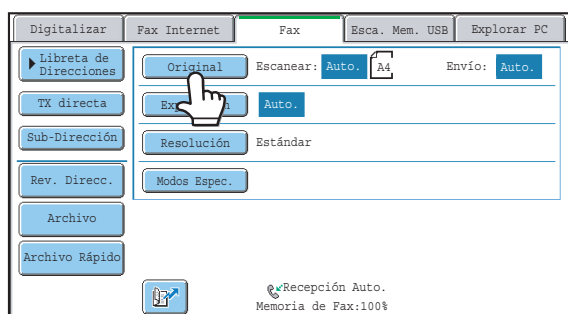 Digitalizar
Fax Internet
Fax
Esca. Mem. USB
Explorar PC
Libreta de
Direcciones
Original
Escanear: Auto. A4
Envío: Auto.
TX directa
Auto.
Sub-Dirección
Resolución
Estándar
Rev. Direcc.
Modos Espec.
Archivo
Archivo Rápido
Recepción Auto.
Memoria de Fax:100%